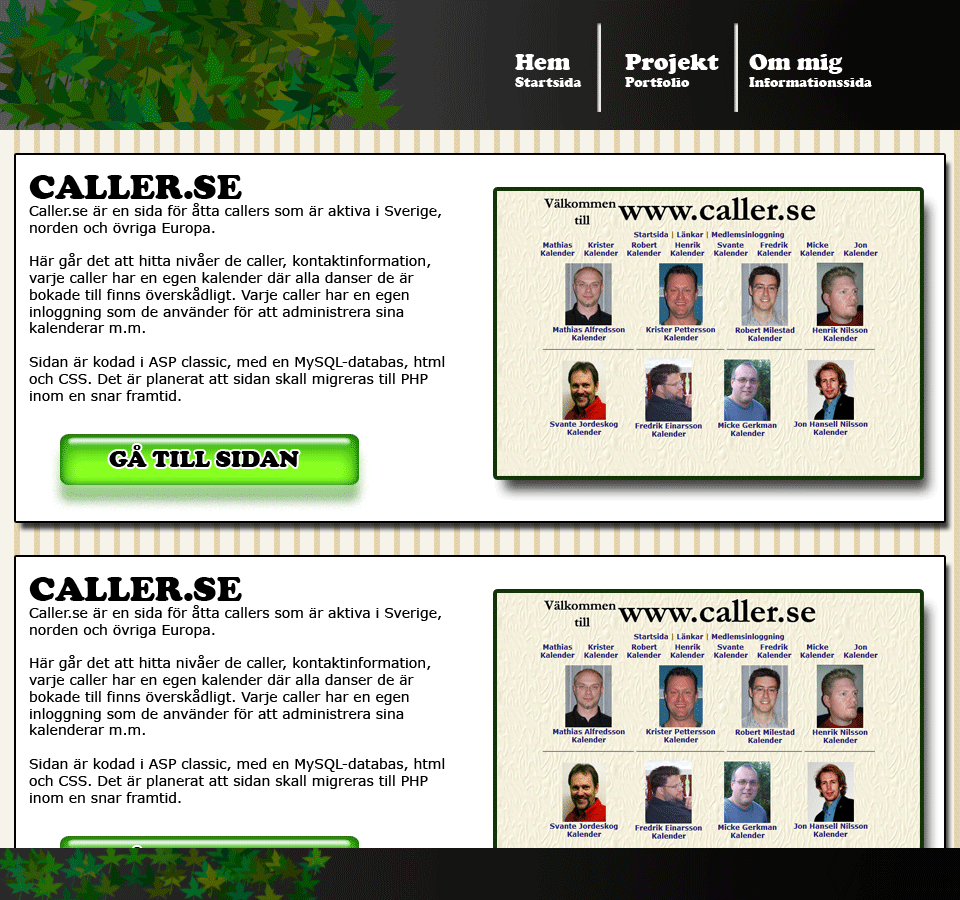 Hem
Startsida
Projekt
Portfolio
Om mig
Informationssida
CALLER.SE
Caller.se är en sida för åtta callers som är aktiva i Sverige,
norden och övriga Europa.
Här går det att hitta nivåer de caller, kontaktinformation,
varje caller har en egen kalender där alla danser de är
bokade till finns överskådligt. Varje caller har en egen
inloggning som de använder för att administrera sina
kalenderar m.m.
Sidan är kodad i ASP classic, med en MySQL-databas, html
och CSS. Det är planerat att sidan skall migreras till PHP
inom en snar framtid.
GÅ TILL SIDAN
Välkommen
till
www.caller.se
Startsida | Länkar | Medlemsinloggning
Mathias Krister Robert Henrik Svante Fredrik Micke Jon
Kalender Kalender Kalender Kalender Kalender Kalender Kalender Kalender
Mathias Alfredsson Krister Pettersson Robert Milestad Henrik Nilsson
Kalender Kalender Kalender Kalender
Svante Jordeskog Fredrik Einarsson Micke Gerkman Jon Hansell Nilsson
Kalender Kalender Kalender Kalender
CALLER.SE
Caller.se är en sida för åtta callers som är aktiva i Sverige,
norden och övriga Europa.
Här går det att hitta nivåer de caller, kontaktinformation,
varje caller har en egen kalender där alla danser de är
bokade till finns överskådligt. Varje caller har en egen
inloggning som de använder för att administrera sina
kalenderar m.m.
Sidan är kodad i ASP classic, med en MySQL-databas, html
och CSS. Det är planerat att sidan skall migreras till PHP
inom en snar framtid.
Välkommen
till
www.caller.se
Startsida | Länkar | Medlemsinloggning
Mathias Krister Robert Henrik Svante Fredrik Micke Jon
Kalender Kalender Kalender Kalender Kalender Kalender Kalender Kalender
Mathias Alfredsson Krister Pettersson Robert Milestad Henrik Nilsson
Kalender Kalender Kalender Kalender
Svante Jordeskog Fredrik Einarsson Micke Gerkman Jon Hansell Nilsson
Kalender Kalender Kalender Kalender